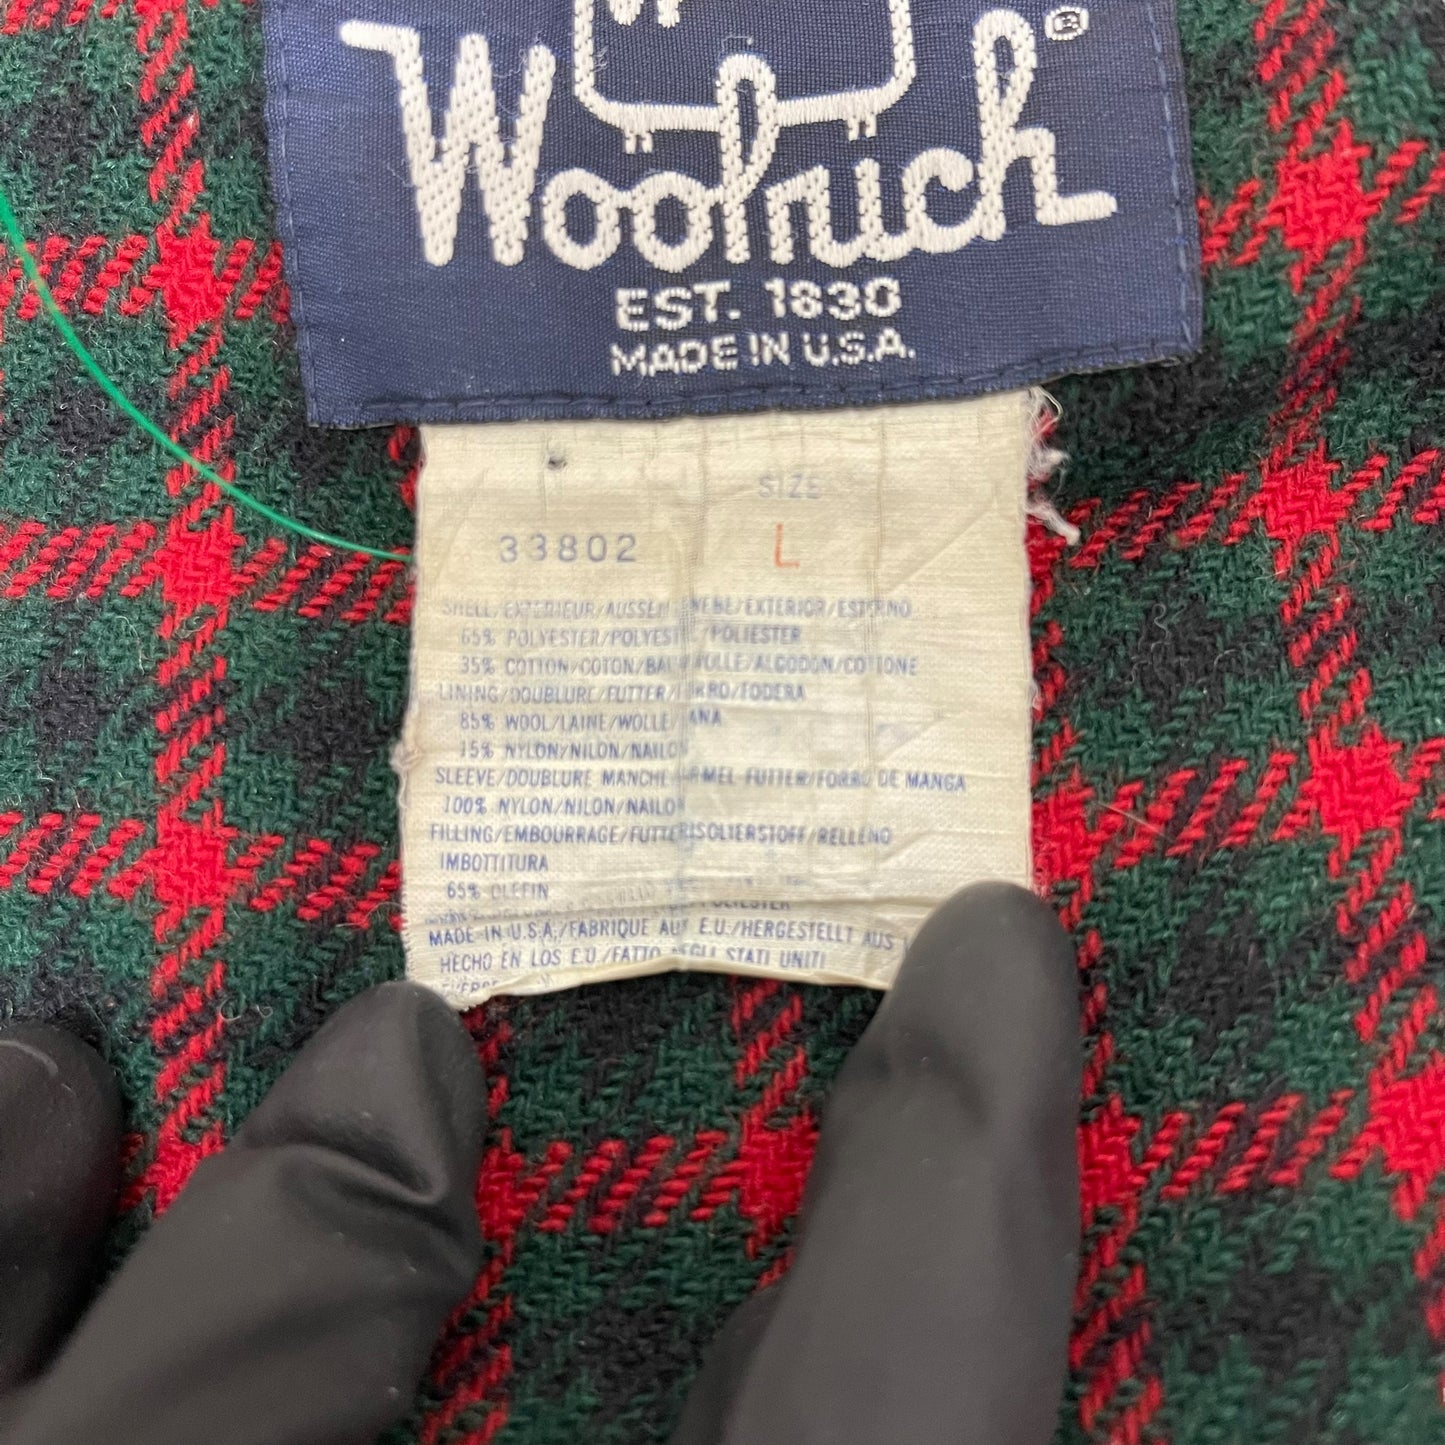 Woolrich®
EST. 1830
MADE IN U.S.A.
SIZE
33802 L
SHELL/EXTERIEUR/AUSSEN EXTERIOR/ESTERNO
65% POLYESTER/POLYESTE/POLIESTER
35% COTTON/COTON/BAUMWOLLE/ALGODON/COTONE
LINING/DOUBLURE/FUTTER/FORRO/FODERA
85% WOOL/LAINE/WOLLE/LANA
15% NYLON/NILON/NAILON
SLEEVE/DOUBLURE MANCHE ARMEL FUTTER/FORRO DE MANGA
100% NYLON/NILON/NAILON
FILLING/EMBOURRAGE/FUTTERISOLIERSTOFF/RELLENO
IMBOTTITURA
65% OLEFIN
POLYESTER
MADE IN U.S.A./FABRIQUE AUX E.U./HERGESTELLT AUS
HECHO EN LOS E.U./FATTO NEGLI STATI UNITI